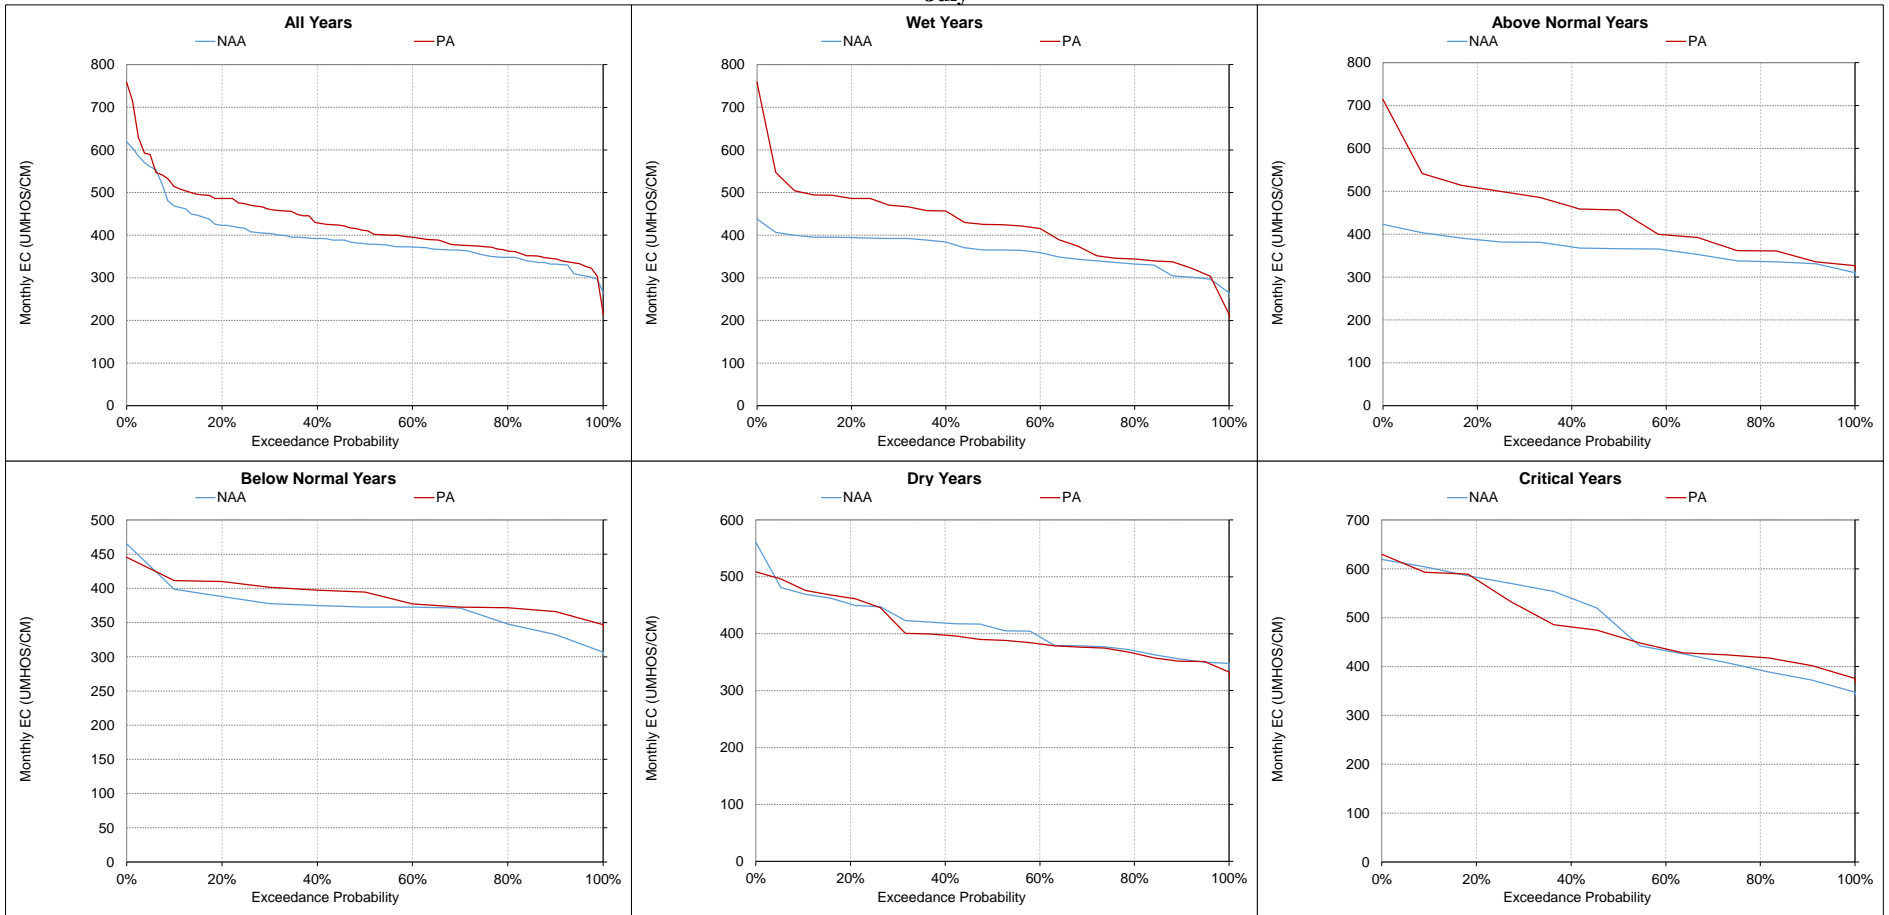 July
All Years
NAA PA
800
700
600
500
400
300
200
100
0
0% 20% 40% 60% 80% 100%
Exceedance Probability
Monthly EC (UMHOS/CM)
Wet Years
NAA PA
800
700
600
500
400
300
200
100
0
0% 20% 40% 60% 80% 100%
Exceedance Probability
Monthly EC (UMHOS/CM)
Above Normal Years
NAA PA
800
700
600
500
400
300
200
100
0
0% 20% 40% 60% 80% 100%
Exceedance Probability
Monthly EC (UMHOS/CM)
Below Normal Years
NAA PA
500
450
400
350
300
250
200
150
100
50
0
0% 20% 40% 60% 80% 100%
Exceedance Probability
Monthly EC (UMHOS/CM)
Dry Years
NAA PA
600
500
400
300
200
100
0
0% 20% 40% 60% 80% 100%
Exceedance Probability
Monthly EC (UMHOS/CM)
Critical Years
NAA PA
700
600
500
400
300
200
100
0
0% 20% 40% 60% 80% 100%
Exceedance Probability
Monthly EC (UMHOS/CM)